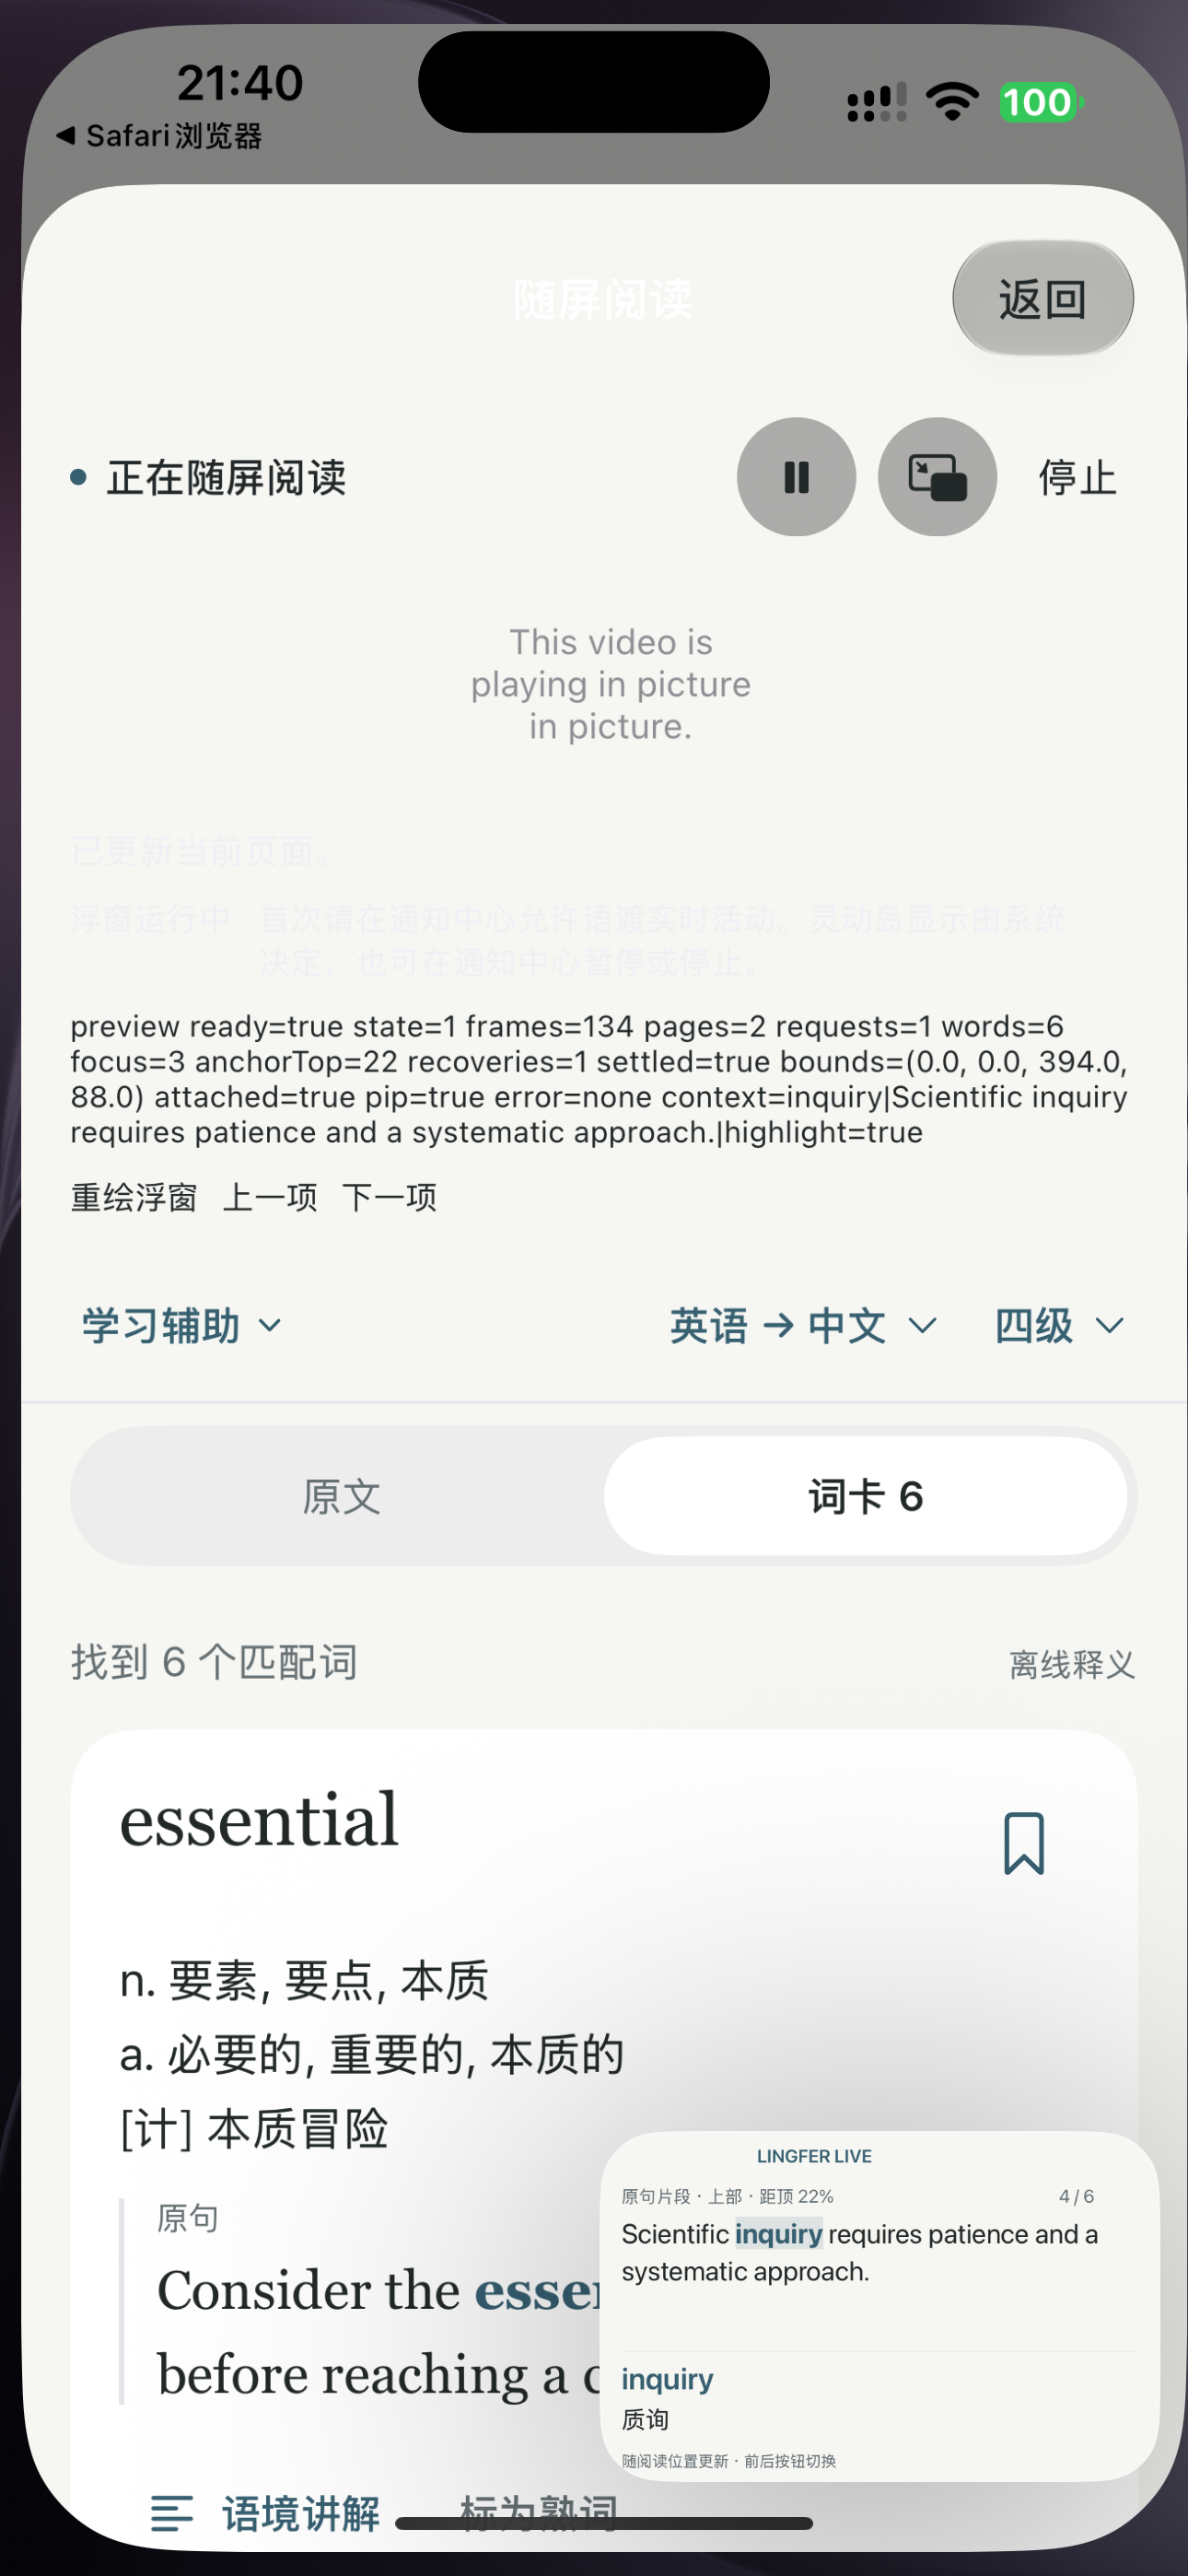 21:40
100
◀ Safari浏览器
随屏阅读
返回
正在随屏阅读
停止
This video is
playing in picture
in picture.
已更新当前页面。
浮窗运行中 首次请在通知中心允许语渡实时活动。灵动岛显示由系统
决定，也可在通知中心暂停或停止。
preview ready=true state=1 frames=134 pages=2 requests=1 words=6
focus=3 anchorTop=22 recoveries=1 settled=true bounds=(0.0, 0.0, 394.0,
88.0) attached=true pip=true error=none context=inquiry|Scientific inquiry
requires patience and a systematic approach.|highlight=true
重绘浮窗 上一项 下一项
学习辅助
英语 → 中文
四级
原文
词卡 6
找到 6 个匹配词
离线释义
essential
n. 要素, 要点, 本质
a. 必要的, 重要的, 本质的
[计] 本质冒险
原句
Consider the
before reaching a
语境讲解
标为熟词
LINGFER LIVE
原句片段 · 上部 · 距顶 22%
4 / 6
Scientific inquiry requires patience and a
systematic approach.
inquiry
质询
随阅读位置更新 · 前后按钮切换